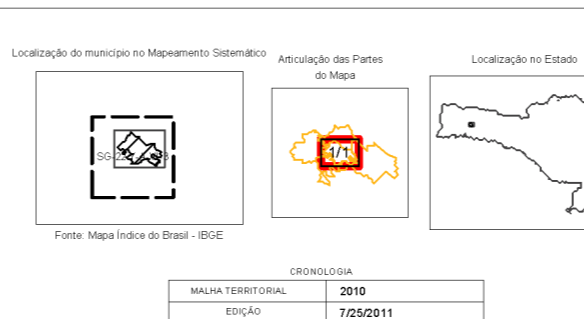 Localização do município no Mapeamento Sistemático
Articulação das Partes
do Mapa
Localização no Estado
1/1
Fonte: Mapa Índice do Brasil - IBGE
CRONOLOGIA
MALHA TERRITORIAL 2010
EDIÇÃO 7/25/2011